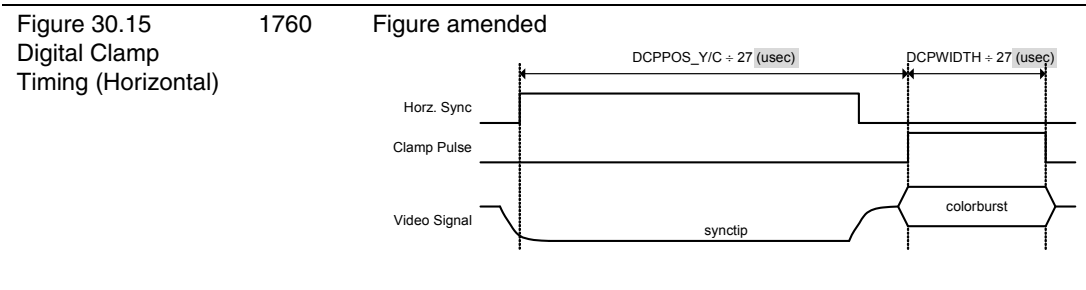 Figure 30.15
Digital Clamp
Timing (Horizontal)
1760
Figure amended
DCPPOS_Y/C ÷ 27 (usec)
DCPWIDTH ÷ 27 (usec)
Horz. Sync
Clamp Pulse
Video Signal
synctip
colorburst